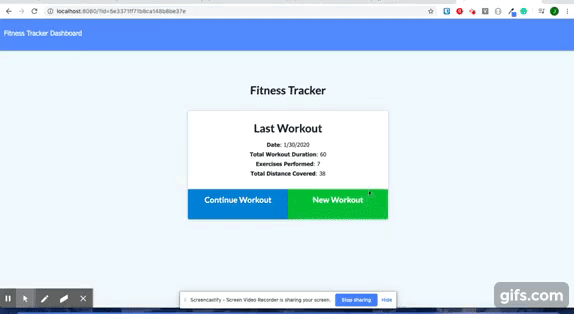 localhost:8080/?id=5e3371ff71b8ca148b8be37e
Fitness Tracker Dashboard
Fitness Tracker
Last Workout
Date: 1/30/2020
Total Workout Duration: 60
Exercises Performed: 7
Total Distance Covered: 38
Continue Workout
New Workout
Screencastify - Screen Video Recorder is sharing your screen.
Stop sharing
Hide
gifs.com